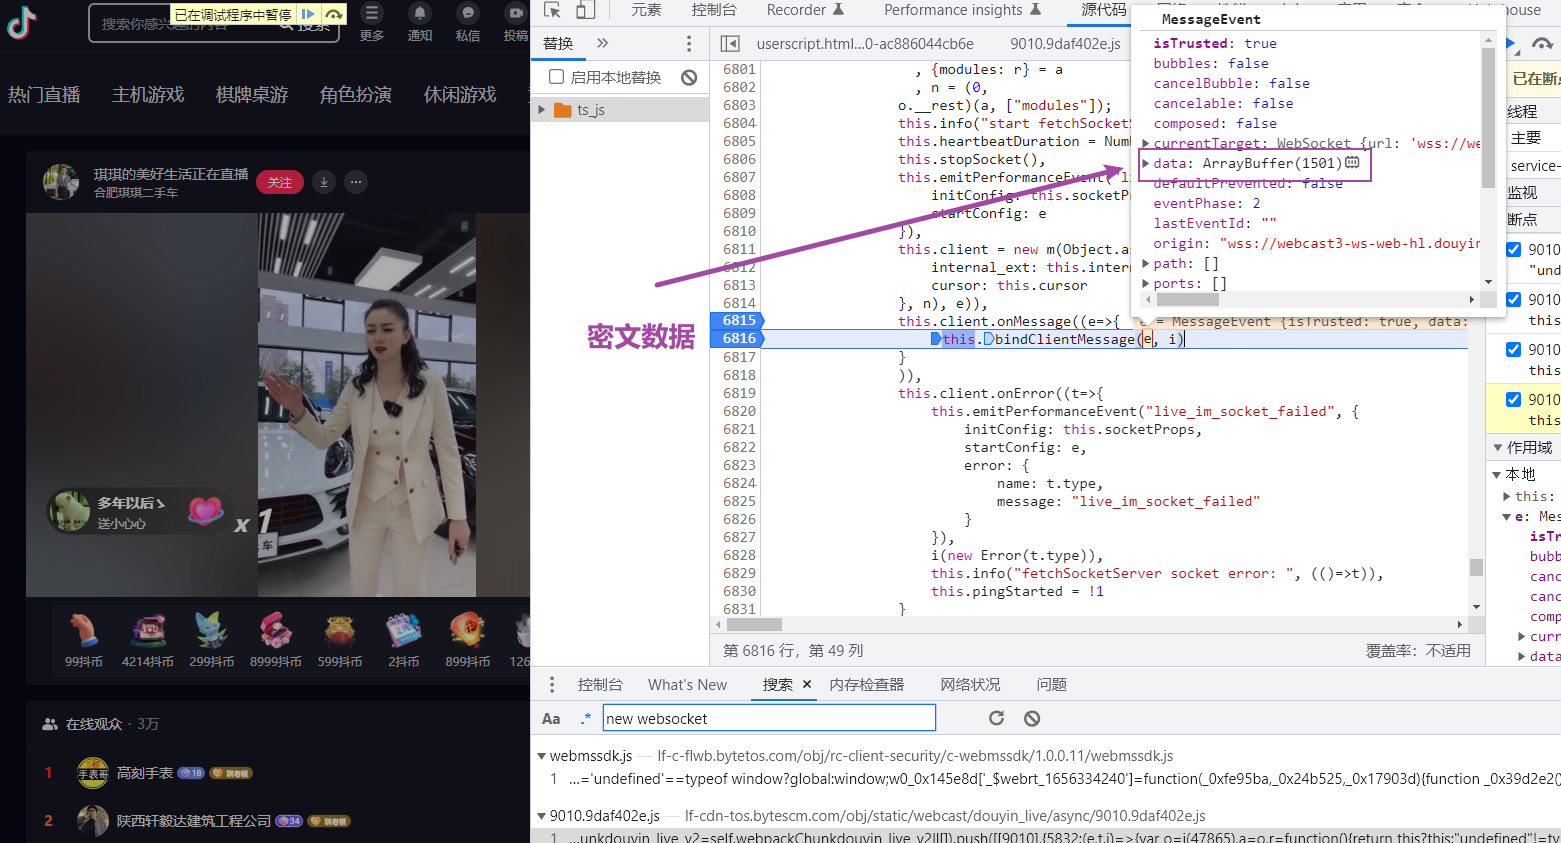 已在调试程序中暂停
搜索你感兴趣的内容
搜索
更多
通知
私信
投稿
热门直播
主机游戏
棋牌桌游
角色扮演
休闲游戏
琪琪的美好生活正在直播
合肥琪琪二手车
关注
多年以后
送小心心
x 1
99抖币
4214抖币
299抖币
8999抖币
599抖币
2抖币
899抖币
126
在线观众 · 3万
1 高刻手表 18
2 陕西轩毅达建筑工程公司 34
元素
控制台
Recorder
Performance insights
源代码
替换
启用本地替换
ts_js
userscript.html…0-ac886044cb6e
9010.9daf402e.js
6801 , {modules: r} = a
6802 , n = (0,
6803 o.__rest)(a, ["modules"]);
6804 this.info("start fetchSocketS
6805 this.heartbeatDuration = Numb
6806 this.stopSocket(),
6807 this.emitPerformanceEvent("li
6808 initConfig: this.socketPr
6809 startConfig: e
6810 }),
6811 this.client = new m(Object.as
6812 internal_ext: this.intern
6813 cursor: this.cursor
6814 }, n), e)),
6815 this.client.onMessage((e=>{ e = MessageEvent {isTrusted: true, data:
6816 this.bindClientMessage(e, i)
6817 }
6818 )),
6819 this.client.onError((t=>{
6820 this.emitPerformanceEvent("live_im_socket_failed", {
6821 initConfig: this.socketProps,
6822 startConfig: e,
6823 error: {
6824 name: t.type,
6825 message: "live_im_socket_failed"
6826 }
6827 }),
6828 i(new Error(t.type)),
6829 this.info("fetchSocketServer socket error: ", (()=>t)),
6830 this.pingStarted = !1
6831 }
密文数据
MessageEvent
isTrusted: true
bubbles: false
cancelBubble: false
cancelable: false
composed: false
currentTarget: WebSocket {url: 'wss://we
data: ArrayBuffer(1501)
defaultPrevented: false
eventPhase: 2
lastEventId: ""
origin: "wss://webcast3-ws-web-hl.douyin
path: []
ports: []
已在断点
线程
主要
service-
监视
断点
9010
"und
9010
this
9010
this
9010
this
作用域
本地
this:
e: Mes
isTr
bubb
canc
canc
comp
curr
data
第 6816 行，第 49 列
覆盖率：不适用
控制台
What's New
搜索 ×
内存检查器
网络状况
问题
Aa
.*
new websocket
webmssdk.js — lf-c-flwb.bytetos.com/obj/rc-client-security/c-webmssdk/1.0.0.11/webmssdk.js
1 …='undefined'==typeof window?global:window;w0_0x145e8d['_$webrt_1656334240']=function(_0xfe95ba,_0x24b525,_0x17903d){function _0x39d2e2()
9010.9daf402e.js — lf-cdn-tos.bytescm.com/obj/static/webcast/douyin_live/async/9010.9daf402e.js
1 …unkdouyin_live_v2=self.webpackChunkdouyin_live_v2||[]).push([[9010],{5832:(e,t,i)=>{var o=i(47865),a=o.r=function(){return this?this:"undefined"!=ty